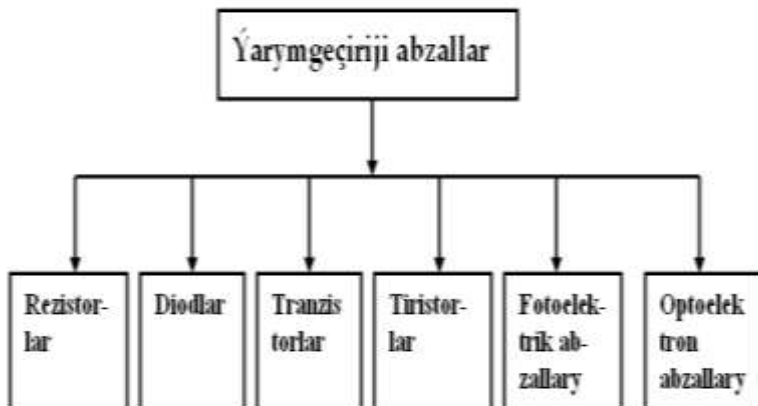 Ýarymgeçiriji abzallar
Rezistor-
lar
Diodlar
Tranzis
torlar
Tiristor-
lar
Fotoelek-
trik ab-
zallary
Optoelek
tron
abzallary